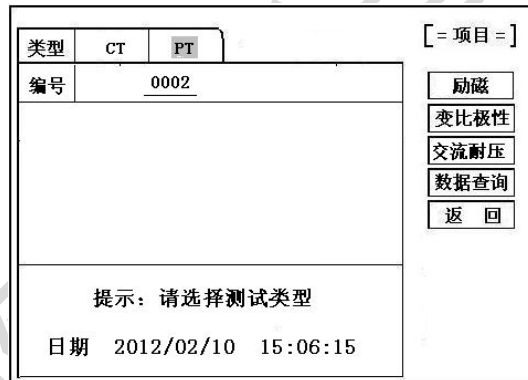 [=项目=]
类型 CT PT
编号 0002
励磁
变比极性
交流耐压
数据查询
返 回
提示：请选择测试类型
日期 2012/02/10 15:06:15